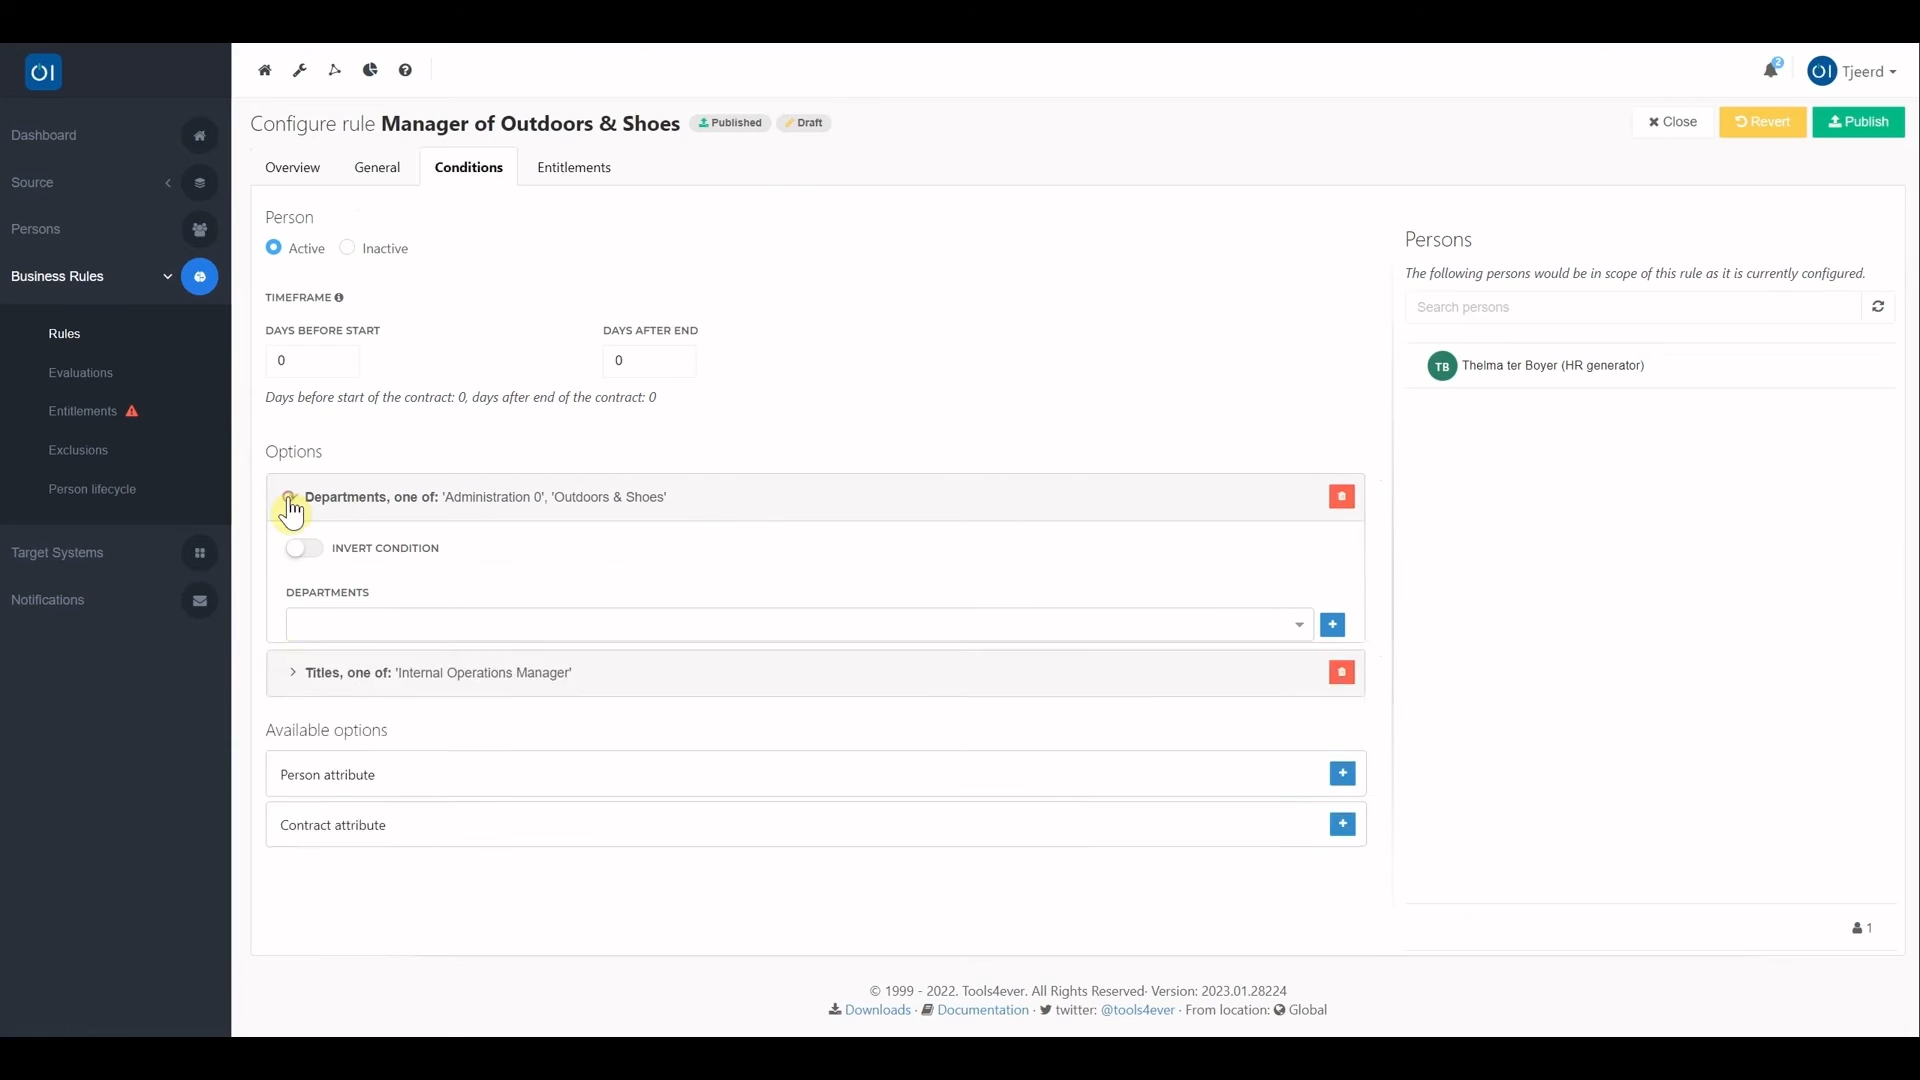 Tjeerd
2
Configure rule Manager of Outdoors & Shoes Published Draft
Close Revert Publish
Dashboard
Source
Persons
Business Rules
Rules
Evaluations
Entitlements
Exclusions
Person lifecycle
Target Systems
Notifications
Overview General Conditions Entitlements
Person
Active Inactive
TIMEFRAME
DAYS BEFORE START DAYS AFTER END
0 0
Days before start of the contract: 0, days after end of the contract: 0
Options
Departments, one of: 'Administration 0', 'Outdoors & Shoes'
INVERT CONDITION
DEPARTMENTS
Titles, one of: 'Internal Operations Manager'
Available options
Person attribute
Contract attribute
Persons
The following persons would be in scope of this rule as it is currently configured.
Search persons
TB Thelma ter Boyer (HR generator)
1
© 1999 - 2022. Tools4ever. All Rights Reserved· Version: 2023.01.28224
Downloads · Documentation · twitter: @tools4ever · From location: Global